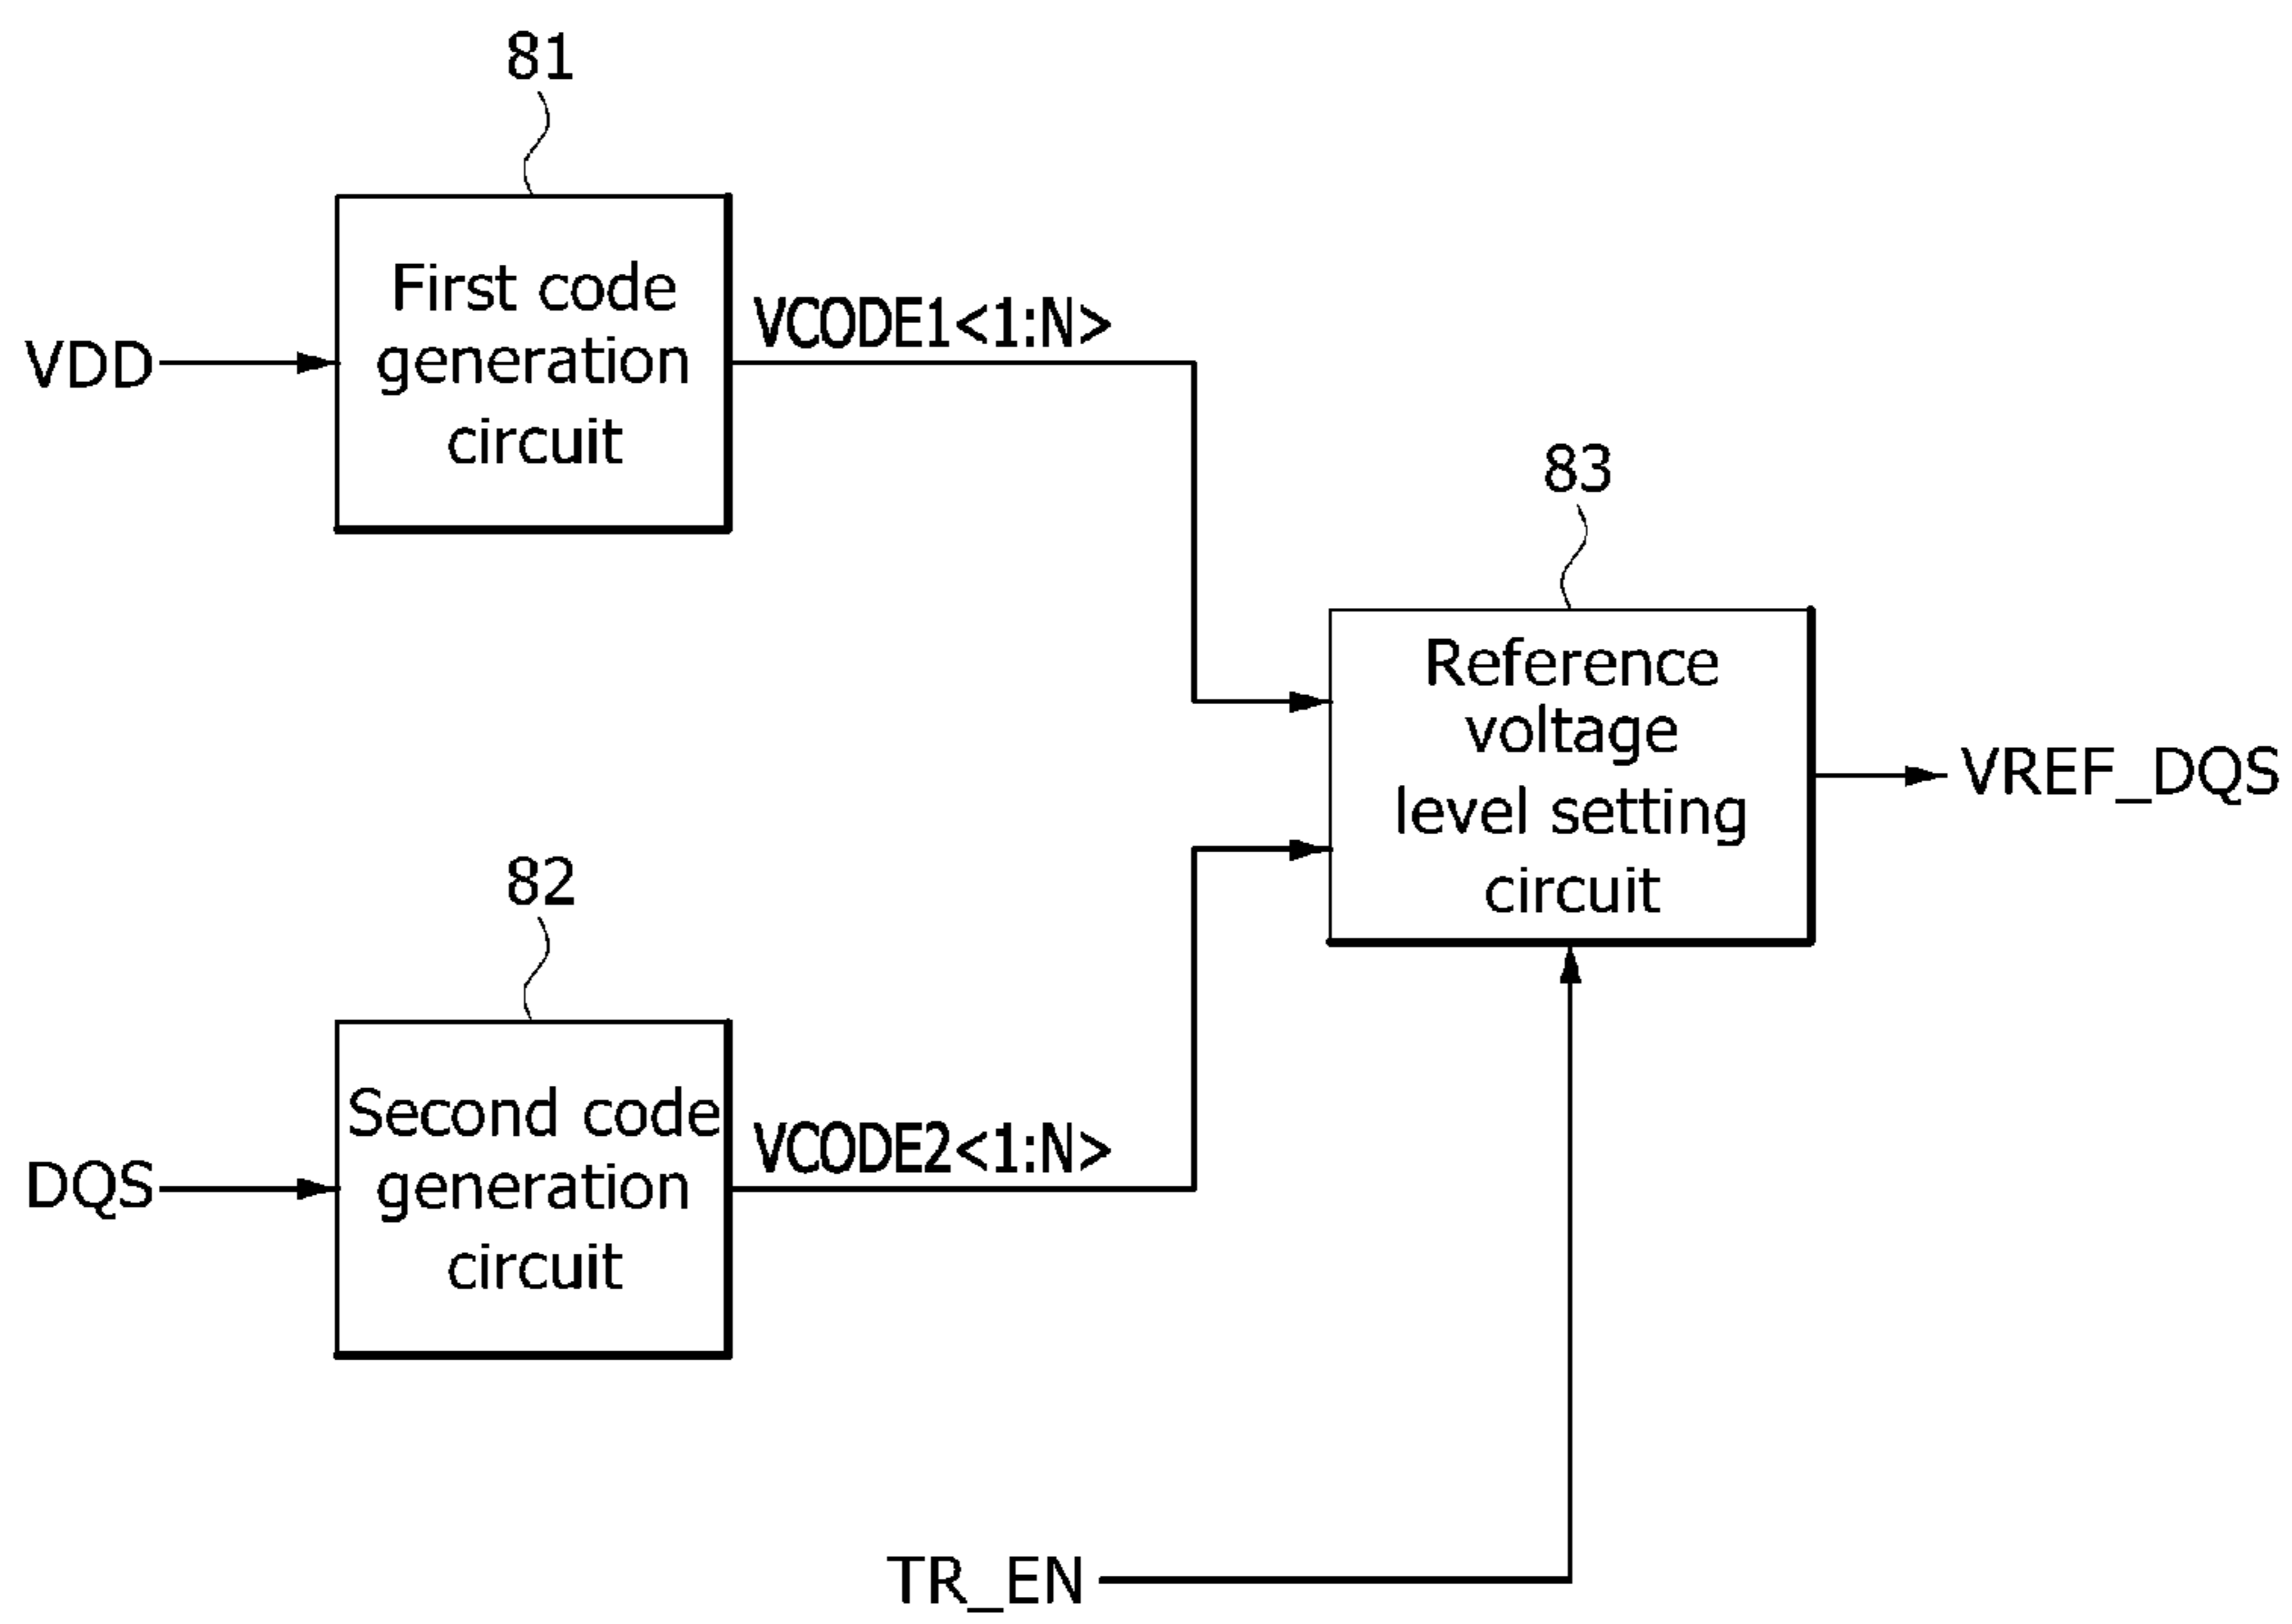 81
First code
generation
circuit
VDD
VCODE1<1:N>
83
Reference
voltage
level setting
circuit
VREF_DQS
82
Second code
generation
circuit
DQS
VCODE2<1:N>
TR_EN